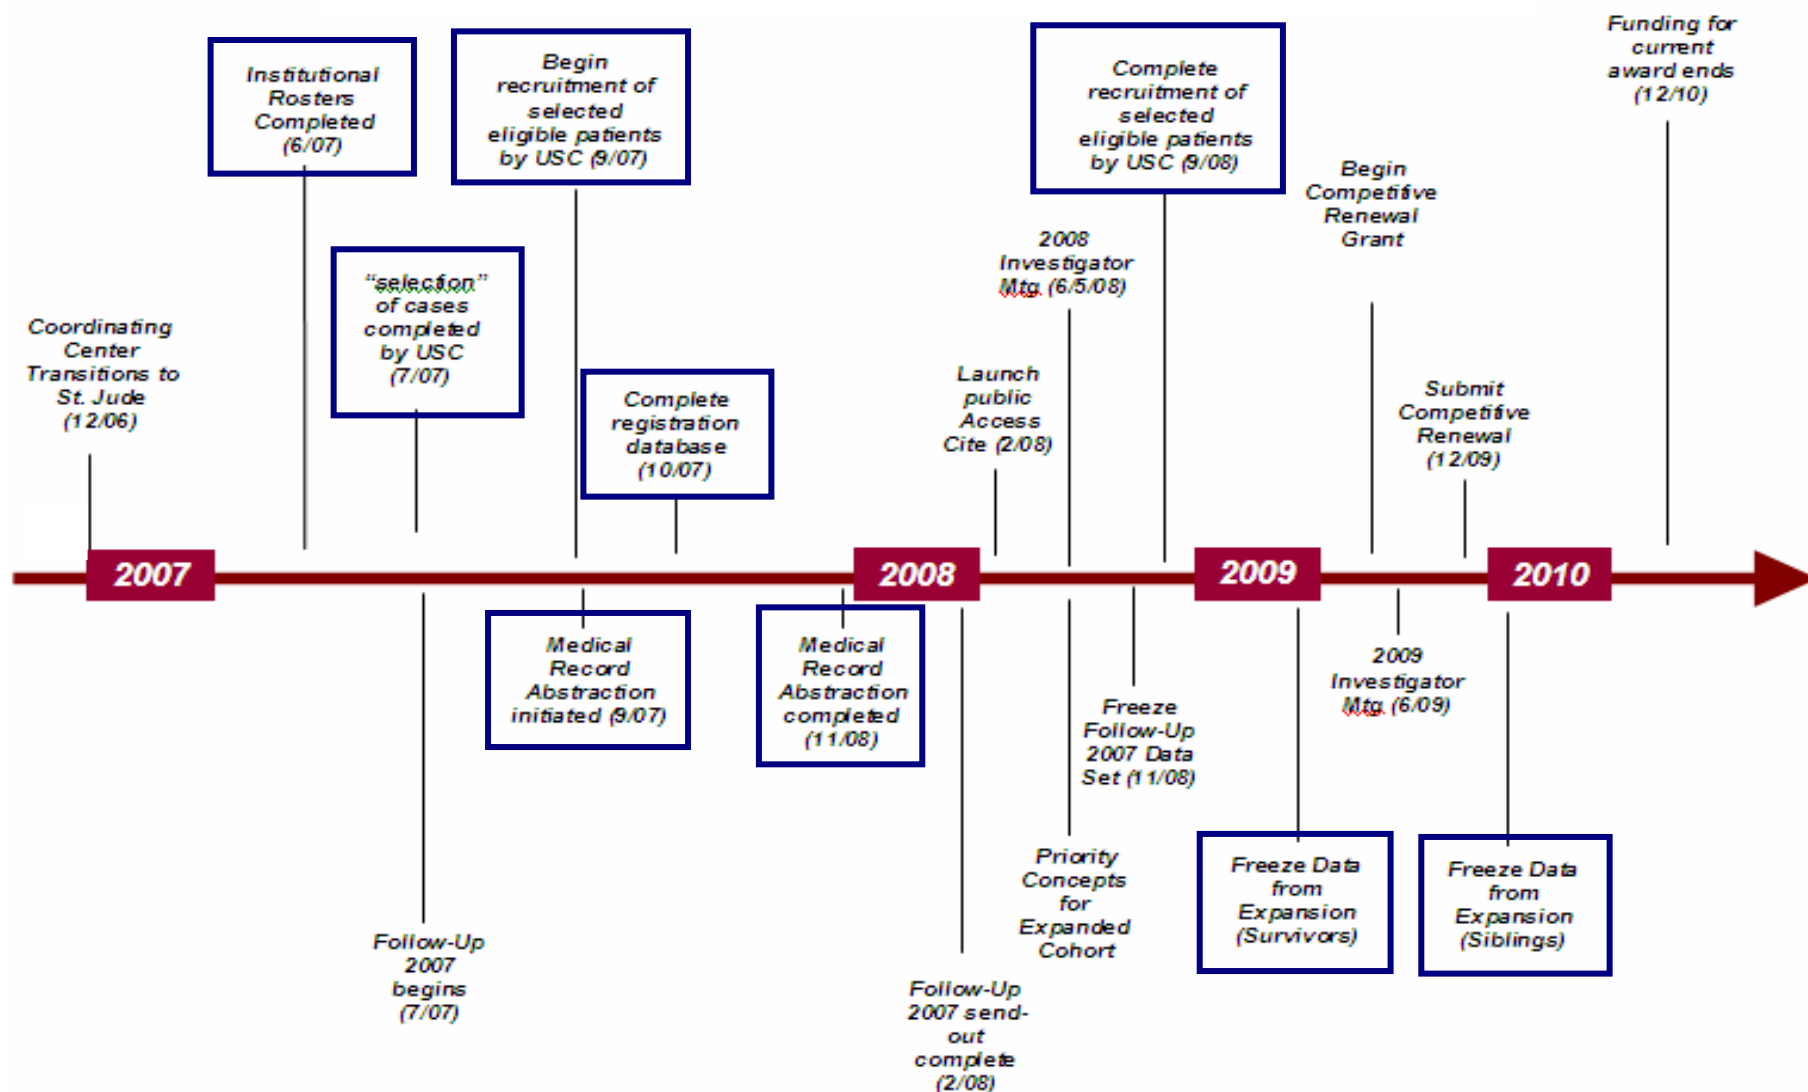 Institutional
Rosters
Completed
(6/07)
Begin
recruitment of
selected
eligible patients
by USC (9/07)
Complete
recruitment of
selected
eligible patients
by USC (9/08)
Funding for
current
award ends
(12/10)
Coordinating
Center
Transitions to
St. Jude
(12/06)
“selection”
of cases
completed
by USC
(7/07)
Complete
registration
database
(10/07)
Launch
public
Access
Cite (2/08)
2008
Investigator
Mtg (6/5/08)
Begin
Competitive
Renewal
Grant
Submit
Competitive
Renewal
(12/09)
2007
2008
2009
2010
Follow-Up
2007
begins
(7/07)
Medical
Record
Abstraction
initiated (9/07)
Medical
Record
Abstraction
completed
(11/08)
Follow-Up
2007 send-
out
complete
(2/08)
Priority
Concepts
for
Expanded
Cohort
Freeze
Follow-Up
2007 Data
Set (11/08)
Freeze Data
from
Expansion
(Survivors)
2009
Investigator
Mtg (6/09)
Freeze Data
from
Expansion
(Siblings)